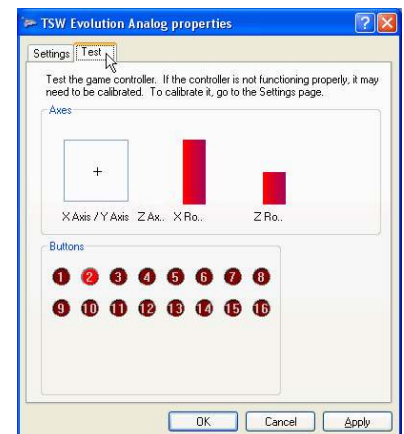 TSW Evolution Analog properties
Settings Test
Test the game controller. If the controller is not functioning properly, it may
need to be calibrated. To calibrate it, go to the Settings page.
Axes
X Axis / Y Axis Z Ax.. X Ro.. Z Ro..
Buttons
1 2 3 4 5 6 7 8
9 10 11 12 13 14 15 16
OK Cancel Apply